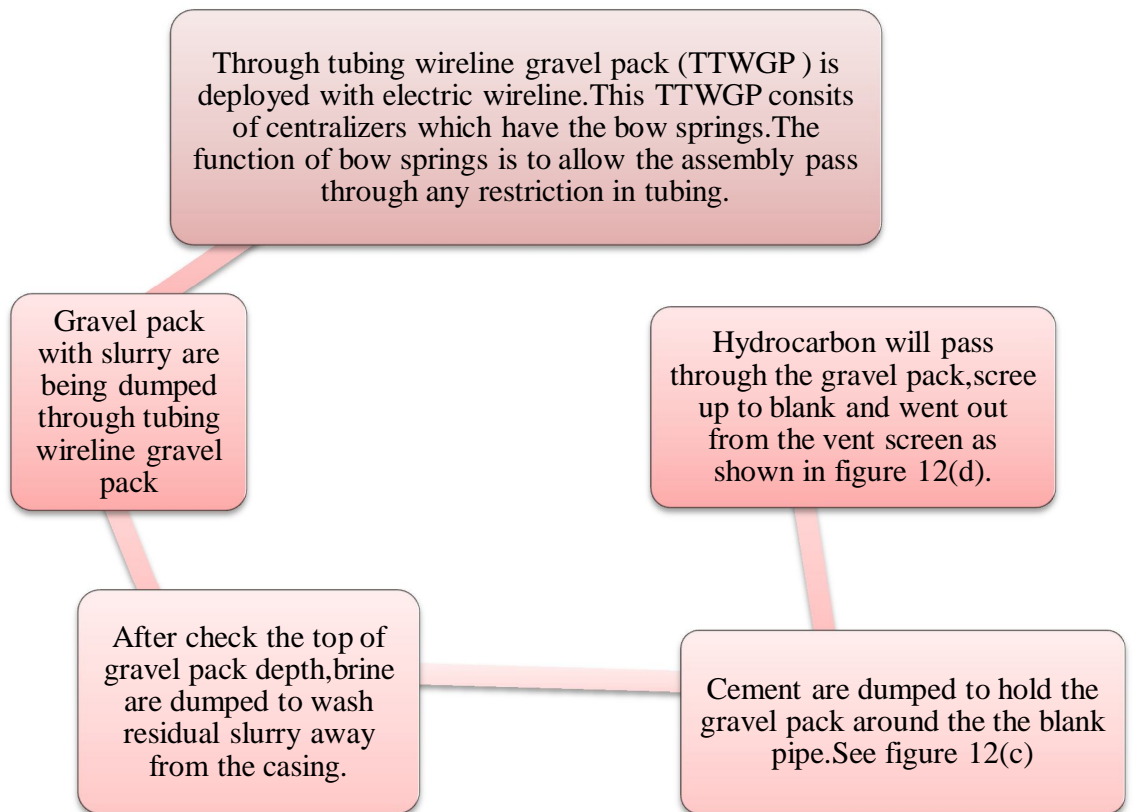 Through tubing wireline gravel pack (TTWGP ) is
deployed with electric wireline.This TTWGP consits
of centralizers which have the bow springs.The
function of bow springs is to allow the assembly pass
through any restriction in tubing.
Gravel pack
with slurry are
being dumped
through tubing
wireline gravel
pack
After check the top of
gravel pack depth,brine
are dumped to wash
residual slurry away
from the casing.
Cement are dumped to hold the
gravel pack around the the blank
pipe.See figure 12(c)
Hydrocarbon will pass
through the gravel pack,scree
up to blank and went out
from the vent screen as
shown in figure 12(d).